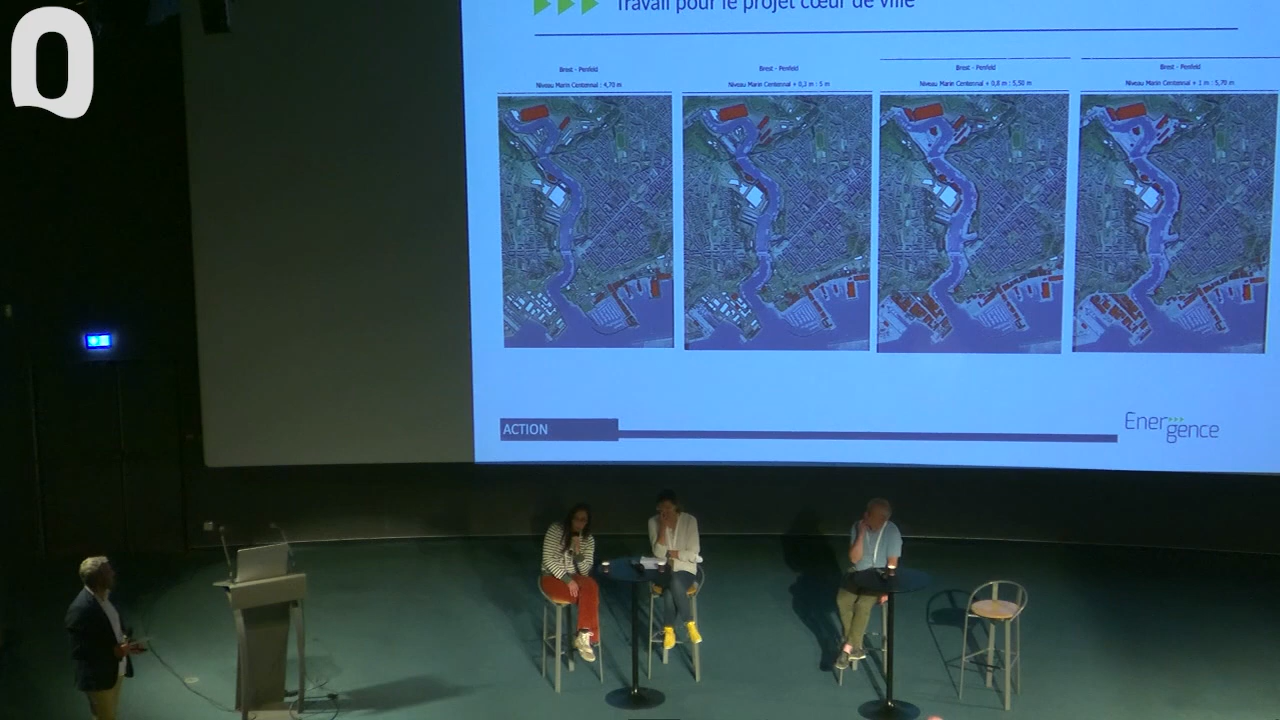 Travail pour le projet cœur de ville
Brest - Penfeld
Niveau Marin Centennal : 4,70 m
Brest - Penfeld
Niveau Marin Centennal + 0,3 m : 5 m
Brest - Penfeld
Niveau Marin Centennal + 0,8 m : 5,50 m
Brest - Penfeld
Niveau Marin Centennal + 1 m : 5,70 m
ACTION
Energence